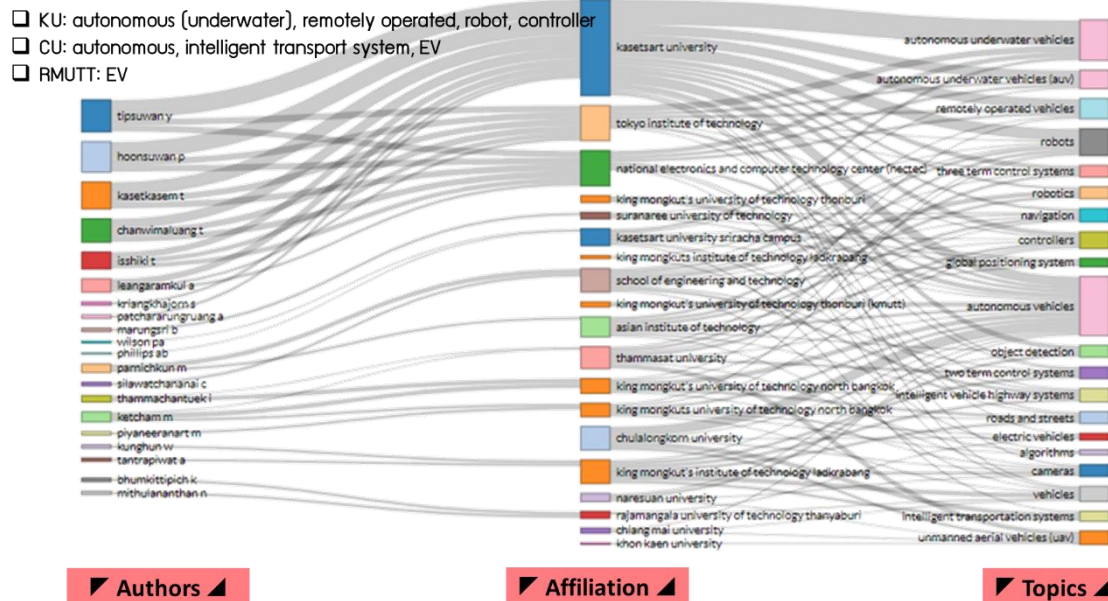 KU: autonomous (underwater), remotely operated, robot, controller
CU: autonomous, intelligent transport system, EV
RMUTT: EV
tipsuwan y
hoonsuwan p
kasetkasem t
chanwimaluang t
isshiki t
leangaramkul a
kriangkhajorn s
patchararungruang a
marungsri b
wilson pa
phillips ab
parnichkun m
silawatchananai c
thammachantuek i
ketcham m
piyaneeranart m
kunghun w
tantrapiwat a
bhumkittipich k
mithulananthan n
kasetsart university
tokyo institute of technology
national electronics and computer technology center (nectec)
king mongkut's university of technology thonburi
suranaree university of technology
kasetsart university sriracha campus
king mongkuts institute of technology ladkrabang
school of engineering and technology
king mongkut's university of technology thonburi (kmutt)
asian institute of technology
thammasat university
king mongkut's university of technology north bangkok
king mongkuts university of technology north bangkok
chulalongkorn university
king mongkut's institute of technology ladkrabang
naresuan university
rajamangala university of technology thanyaburi
chiang mai university
khon kaen university
autonomous underwater vehicles
autonomous underwater vehicles (auv)
remotely operated vehicles
robots
three term control systems
robotics
navigation
controllers
global positioning system
autonomous vehicles
object detection
two term control systems
intelligent vehicle highway systems
roads and streets
electric vehicles
algorithms
cameras
vehicles
intelligent transportation systems
unmanned aerial vehicles (uav)
Authors
Affiliation
Topics